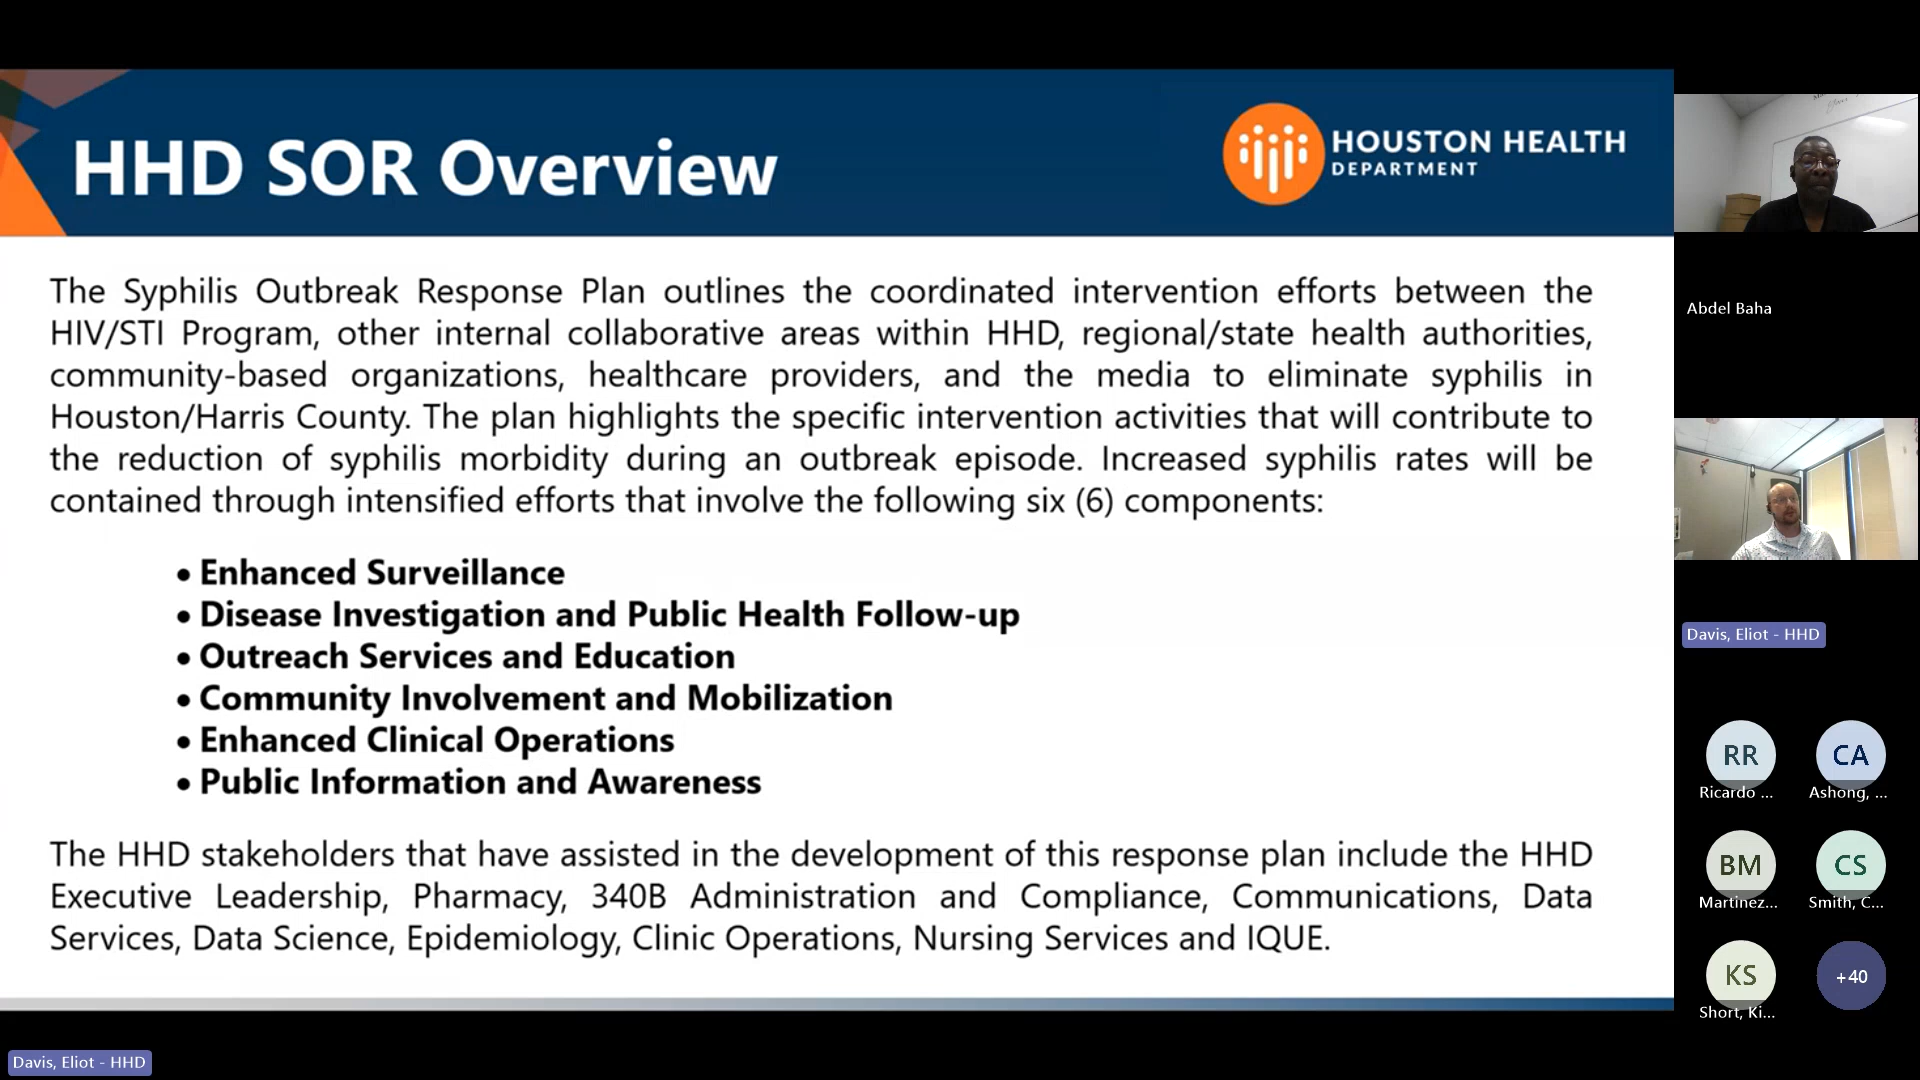 HHD SOR Overview
HOUSTON HEALTH
DEPARTMENT
The Syphilis Outbreak Response Plan outlines the coordinated intervention efforts between the
HIV/STI Program, other internal collaborative areas within HHD, regional/state health authorities,
community-based organizations, healthcare providers, and the media to eliminate syphilis in
Houston/Harris County. The plan highlights the specific intervention activities that will contribute to
the reduction of syphilis morbidity during an outbreak episode. Increased syphilis rates will be
contained through intensified efforts that involve the following six (6) components:
• Enhanced Surveillance
• Disease Investigation and Public Health Follow-up
• Outreach Services and Education
• Community Involvement and Mobilization
• Enhanced Clinical Operations
• Public Information and Awareness
The HHD stakeholders that have assisted in the development of this response plan include the HHD
Executive Leadership, Pharmacy, 340B Administration and Compliance, Communications, Data
Services, Data Science, Epidemiology, Clinic Operations, Nursing Services and IQUE.
Davis, Eliot - HHD
Abdel Baha
Davis, Eliot - HHD
RR
Ricardo ...
CA
Ashong, ...
BM
Martinez...
CS
Smith, C...
KS
Short, Ki...
+40